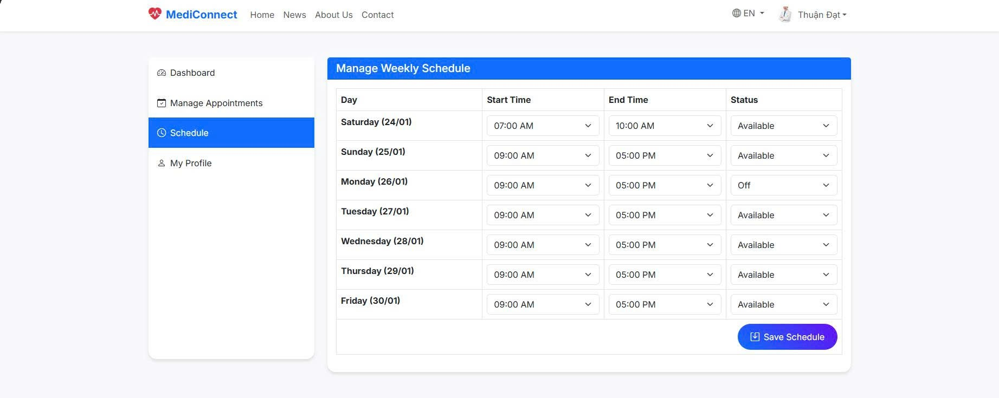 MediConnect Home News About Us Contact EN Thuận Đạt
Dashboard
Manage Appointments
Schedule
My Profile
Manage Weekly Schedule
Day Start Time End Time Status
Saturday (24/01) 07:00 AM 10:00 AM Available
Sunday (25/01) 09:00 AM 05:00 PM Available
Monday (26/01) 09:00 AM 05:00 PM Off
Tuesday (27/01) 09:00 AM 05:00 PM Available
Wednesday (28/01) 09:00 AM 05:00 PM Available
Thursday (29/01) 09:00 AM 05:00 PM Available
Friday (30/01) 09:00 AM 05:00 PM Available
Save Schedule